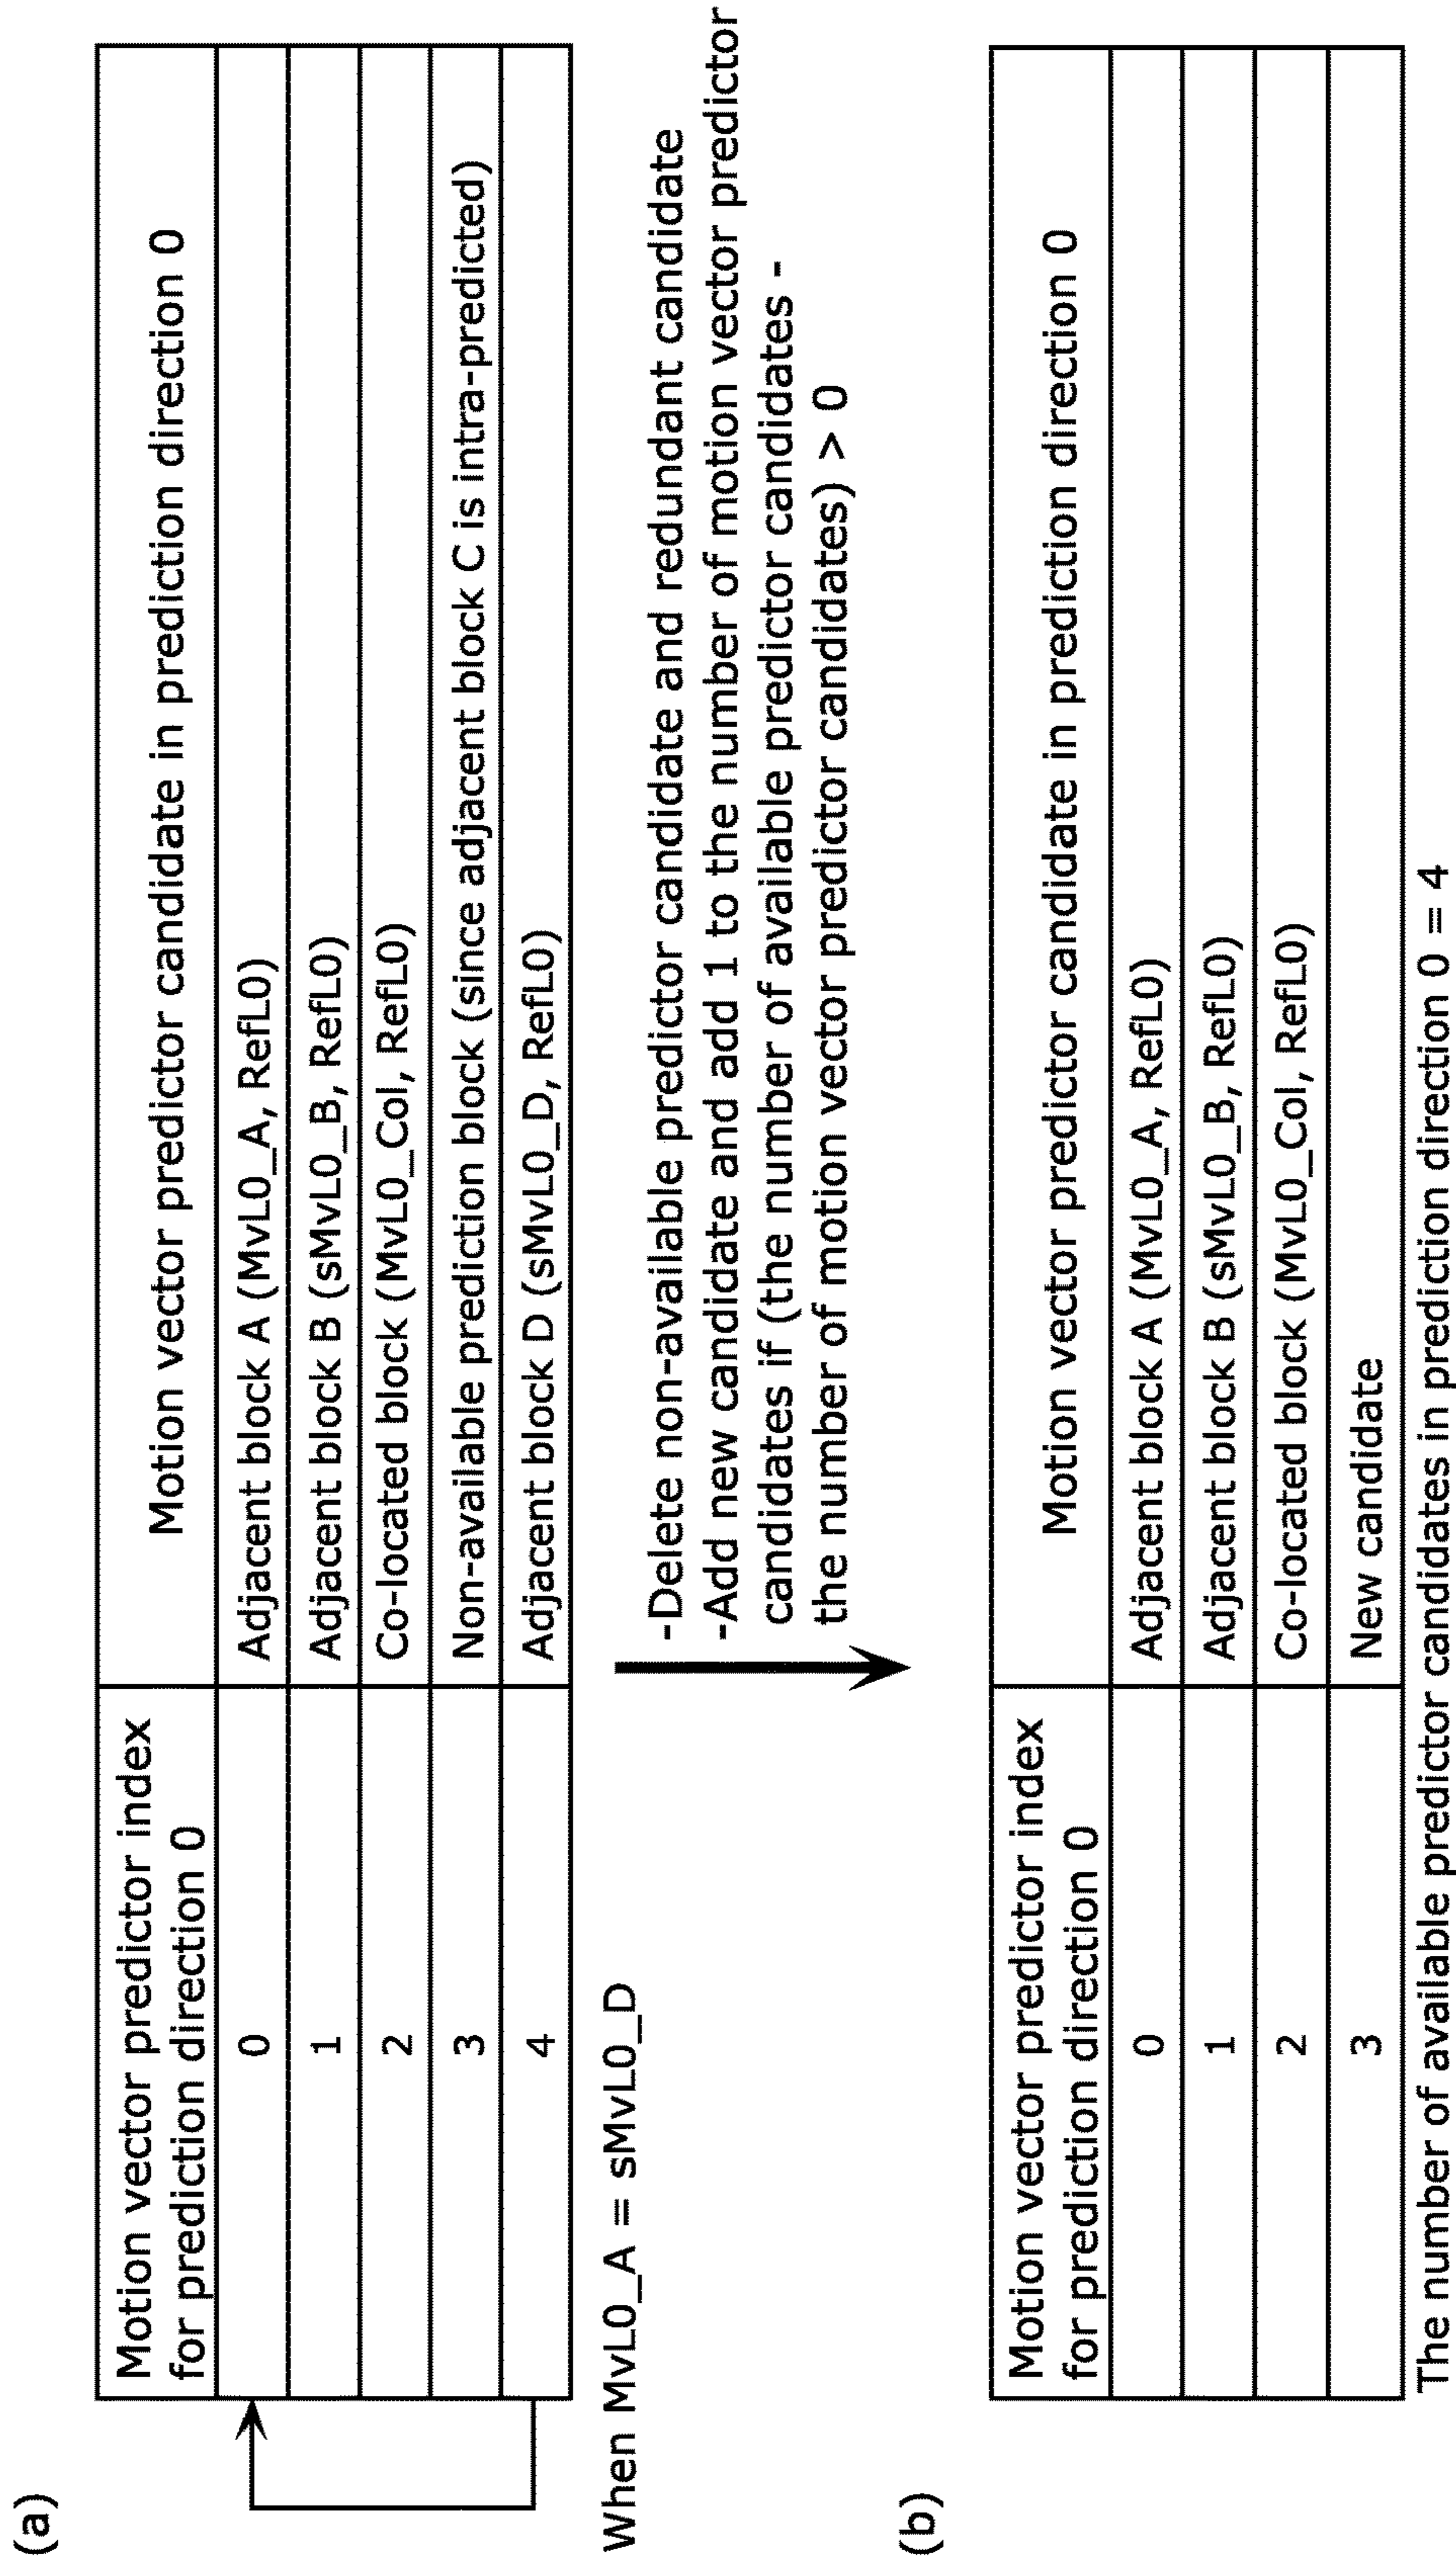 (a)
Motion vector predictor index
for prediction direction 0
Motion vector predictor candidate in prediction direction 0
0
Adjacent block A (MvL0_A, RefL0)
1
Adjacent block B (sMvL0_B, RefL0)
2
Co-located block (MvL0_Col, RefL0)
3
Non-available prediction block (since adjacent block C is intra-predicted)
4
Adjacent block D (sMvL0_D, RefL0)
When MvL0_A = sMvL0_D
-Delete non-available predictor candidate and redundant candidate
-Add new candidate and add 1 to the number of motion vector predictor
candidates if (the number of available predictor candidates -
the number of motion vector predictor candidates) > 0
(b)
Motion vector predictor index
for prediction direction 0
Motion vector predictor candidate in prediction direction 0
0
Adjacent block A (MvL0_A, RefL0)
1
Adjacent block B (sMvL0_B, RefL0)
2
Co-located block (MvL0_Col, RefL0)
3
New candidate
The number of available predictor candidates in prediction direction 0 = 4